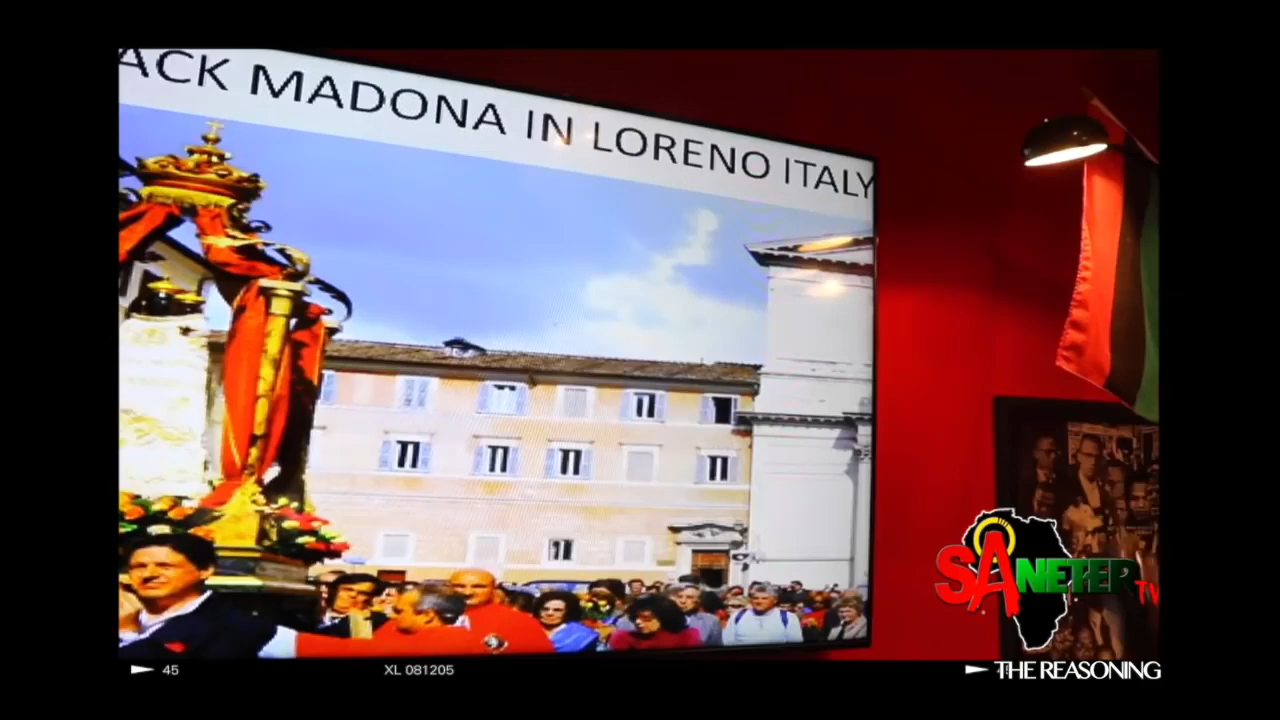 ACK MADONA IN LORENO ITALY
SANETER TV
45
XL 081205
THE REASONING